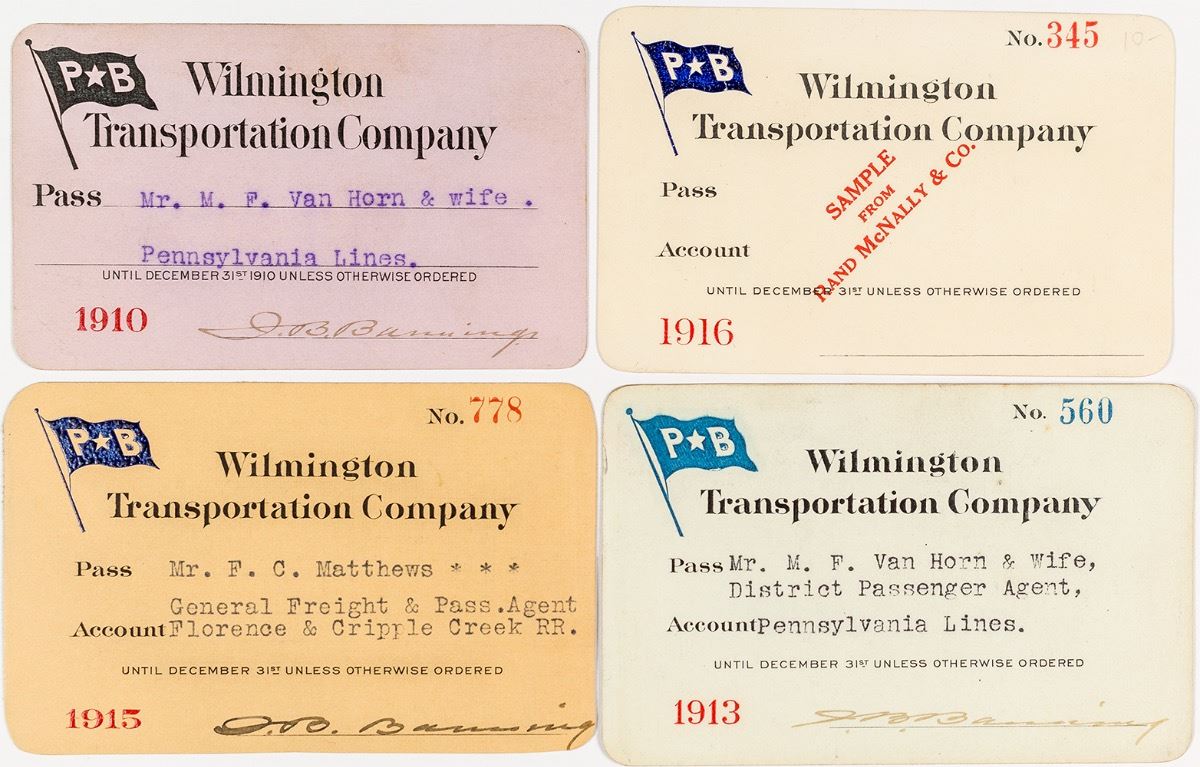 P★B
Wilmington
Transportation Company
Pass Mr. M. F. Van Horn & wife .
Pennsylvania Lines.
UNTIL DECEMBER 31ST 1910 UNLESS OTHERWISE ORDERED
1910 J. B. Banning
P★B
No. 345 10-
Wilmington
Transportation Company
Pass
Account
SAMPLE
FROM
RAND McNALLY & CO.
UNTIL DECEMBER 31ST UNLESS OTHERWISE ORDERED
1916
P★B
No. 778
Wilmington
Transportation Company
Pass Mr. F. C. Matthews * * *
General Freight & Pass.Agent
Account Florence & Cripple Creek RR.
UNTIL DECEMBER 31ST UNLESS OTHERWISE ORDERED
1915 J. B. Banning
P★B
No. 560
Wilmington
Transportation Company
Pass Mr. M. F. Van Horn & Wife,
District Passenger Agent,
Account Pennsylvania Lines.
UNTIL DECEMBER 31ST UNLESS OTHERWISE ORDERED
1913 J. B. Banning